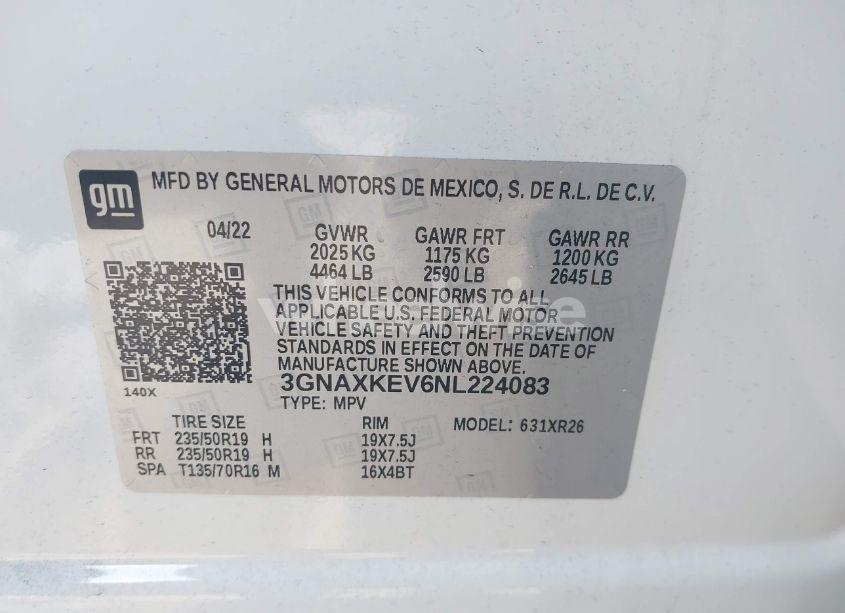 gm
MFD BY GENERAL MOTORS DE MEXICO, S. DE R.L. DE C.V.
04/22 GVWR GAWR FRT GAWR RR
2025 KG 1175 KG 1200 KG
4464 LB 2590 LB 2645 LB
THIS VEHICLE CONFORMS TO ALL
APPLICABLE U.S. FEDERAL MOTOR
VEHICLE SAFETY AND THEFT PREVENTION
STANDARDS IN EFFECT ON THE DATE OF
MANUFACTURE SHOWN ABOVE.
140X
3GNAXKEV6NL224083
TYPE: MPV
TIRE SIZE RIM MODEL: 631XR26
FRT 235/50R19 H 19X7.5J
RR 235/50R19 H 19X7.5J
SPA T135/70R16 M 16X4BT